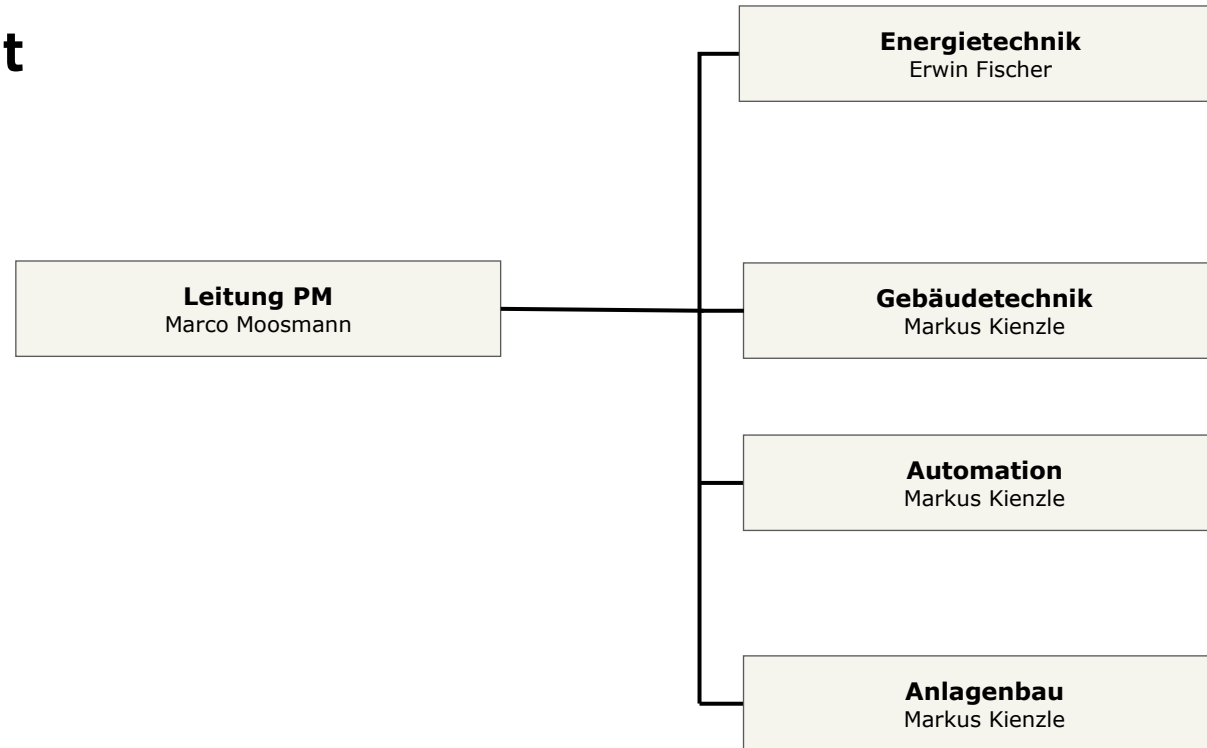 t
Energietechnik
Erwin Fischer
Leitung PM
Marco Moosmann
Gebäudetechnik
Markus Kienzle
Automation
Markus Kienzle
Anlagenbau
Markus Kienzle